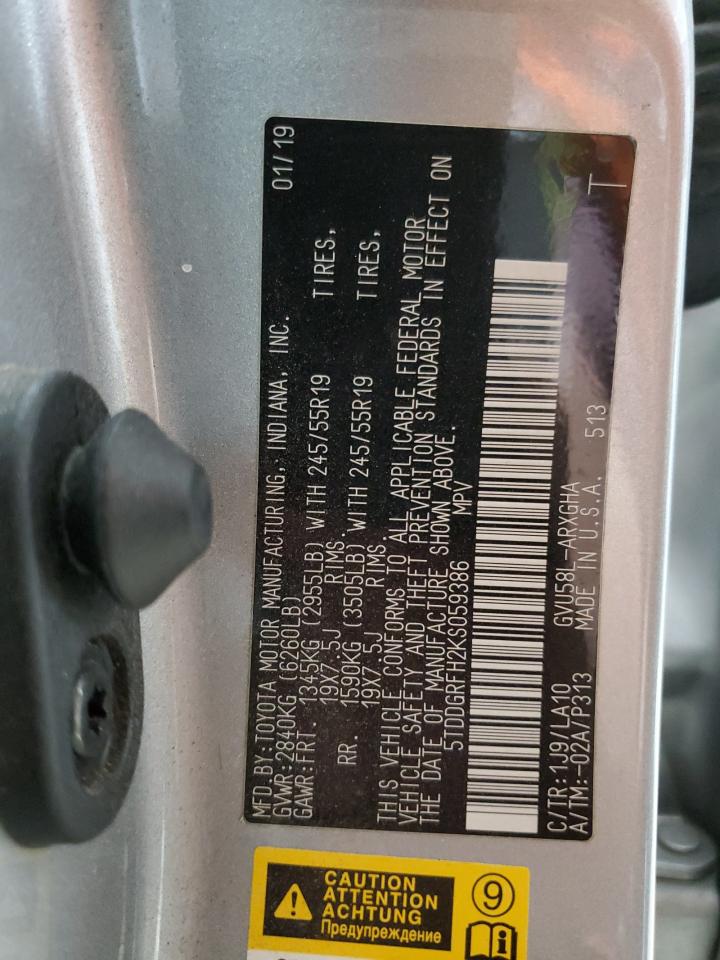 MFD.BY:TOYOTA MOTOR MANUFACTURING, INDIANA, INC. 01/19
GVWR:2840KG (6260LB)
GAWR:FRT. 1345KG (2955LB) WITH 245/55R19 TIRES,
19X7.5J RIMS.
RR. 1590KG (3505LB) WITH 245/55R19 TIRES,
19X7.5J RIMS
THIS VEHICLE CONFORMS TO ALL APPLICABLE FEDERAL MOTOR
VEHICLE SAFETY AND THEFT PREVENTION STANDARDS IN EFFECT ON
THE DATE OF MANUFACTURE SHOWN ABOVE.
5TDDGRFH2KS059386 MPV
C/TR:1J9/LA10 GYU58L-ARXGHA
A/TM:-02A/P313 MADE IN U.S.A. 513 T
CAUTION
ATTENTION
ACHTUNG
Предупреждение
9